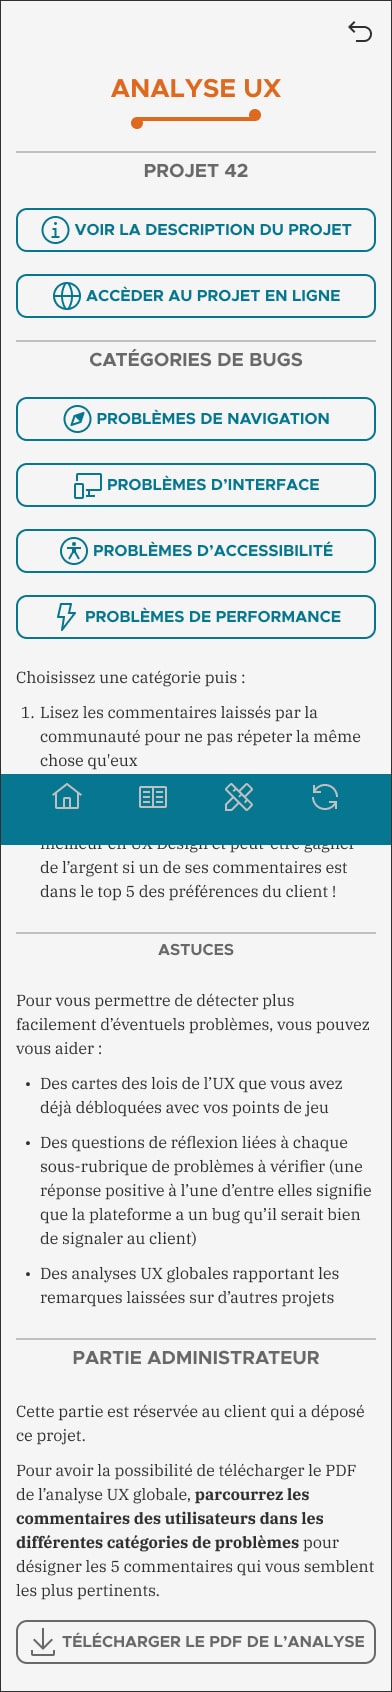 ANALYSE UX
PROJET 42
VOIR LA DESCRIPTION DU PROJET
ACCÈDER AU PROJET EN LIGNE
CATÉGORIES DE BUGS
PROBLÈMES DE NAVIGATION
PROBLÈMES D’INTERFACE
PROBLÈMES D’ACCESSIBILITÉ
PROBLÈMES DE PERFORMANCE
Choisissez une catégorie puis :
1. Lisez les commentaires laissés par la
communauté pour ne pas répeter la même
chose qu'eux
meilleur en UX Design et peut-être gagner
de l’argent si un de ses commentaires est
dans le top 5 des préférences du client !
ASTUCES
Pour vous permettre de détecter plus
facilement d’éventuels problèmes, vous pouvez
vous aider :
• Des cartes des lois de l’UX que vous avez
déjà débloquées avec vos points de jeu
• Des questions de réflexion liées à chaque
sous-rubrique de problèmes à vérifier (une
réponse positive à l’une d’entre elles signifie
que la plateforme a un bug qu’il serait bien
de signaler au client)
• Des analyses UX globales rapportant les
remarques laissées sur d’autres projets
PARTIE ADMINISTRATEUR
Cette partie est réservée au client qui a déposé
ce projet.
Pour avoir la possibilité de télécharger le PDF
de l’analyse UX globale, parcourrez les
commentaires des utilisateurs dans les
différentes catégories de problèmes pour
désigner les 5 commentaires qui vous semblent
les plus pertinents.
TÉLÉCHARGER LE PDF DE L’ANALYSE